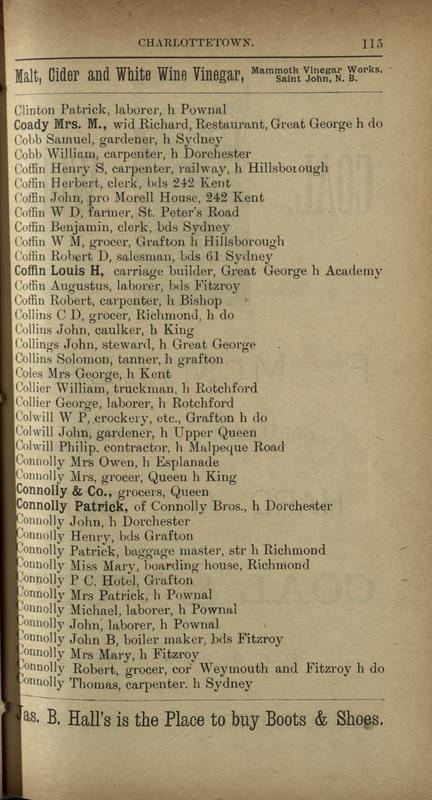 CHARLOTTETOWN. 115
Malt, Cider and White Wine Vinegar, Mammoth Vinegar Works. Saint John, N. B.
Clinton Patrick, laborer, h Pownal
Coady Mrs. M., wid Richard, Restaurant, Great George h do
Cobb Samuel, gardener, h Sydney
Cobb William, carpenter, h Dorchester
Coffin Henry S, carpenter, railway, h Hillsborough
Coffin Herbert, clerk, bds 242 Kent
Coffin John, pro Morell House, 242 Kent
Coffin W D, farmer, St. Peter's Road
Coffin Benjamin, clerk, bds Sydney
Coffin W M, grocer, Grafton h Hillsborough
Coffin Robert D, salesman, bds 61 Sydney
Coffin Louis H, carriage builder, Great George h Academy
Coffin Augustus, laborer, bds Fitzroy
Coffin Robert, carpenter, h Bishop
Collins C D, grocer, Richmond, h do
Collins John, caulker, h King
Collings John, steward, h Great George
Collins Solomon, tanner, h grafton
Coles Mrs George, h Kent
Collier William, truckman, h Rotchford
Collier George, laborer, h Rotchford
Colwill W P, crockery, etc., Grafton h do
Colwill John, gardener, h Upper Queen
Colwill Philip. contractor, h Malpeque Road
Connolly Mrs Owen, h Esplanade
Connolly Mrs, grocer, Queen h King
Connolly & Co., grocers, Queen
Connolly Patrick, of Connolly Bros., h Dorchester
Connolly John, h Dorchester
Connolly Henry, bds Grafton
Connolly Patrick, baggage master, str h Richmond
Connolly Miss Mary, boarding house, Richmond
Connolly P C. Hotel, Grafton
Connolly Mrs Patrick, h Pownal
Connolly Michael, laborer, h Pownal
Connolly John, laborer, h Pownal
Connolly John B, boiler maker, bds Fitzroy
Connolly Mrs Mary, h Fitzroy
Connolly Robert, grocer, cor Weymouth and Fitzroy h do
Connolly Thomas, carpenter. h Sydney
Jas. B. Hall's is the Place to buy Boots & Shoes.